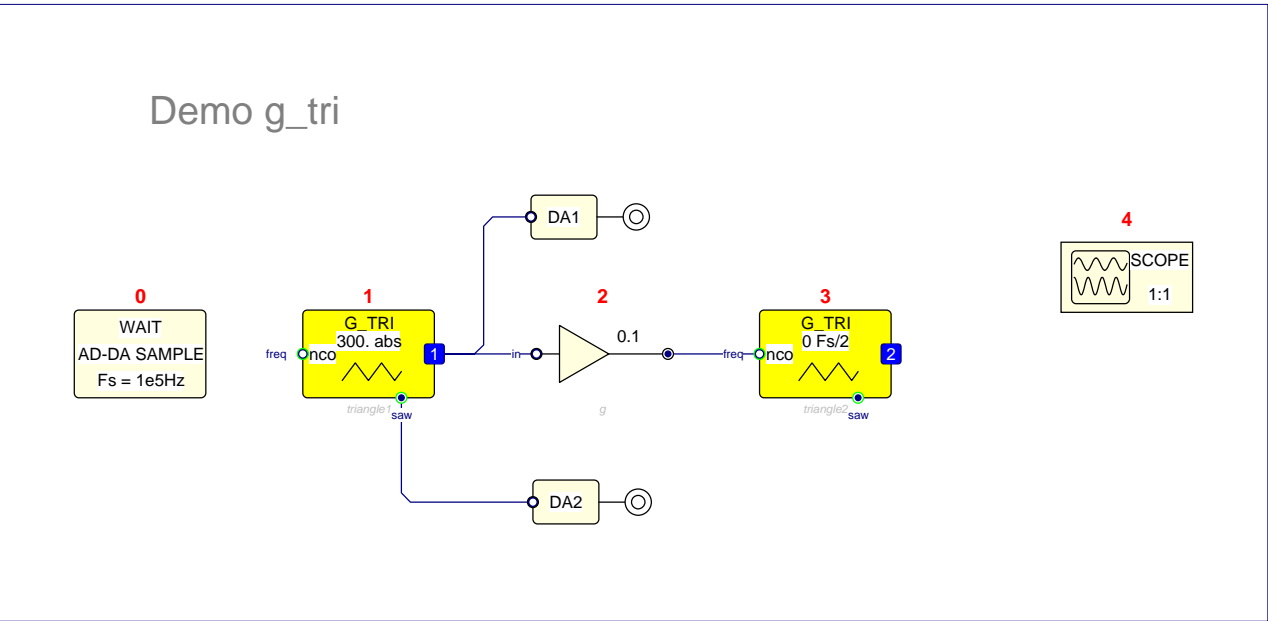 Demo g_tri
DA1
4
SCOPE
1:1
0
WAIT
AD-DA SAMPLE
Fs = 1e5Hz
1
G_TRI
300. abs
freq
nco
1
triangle1
saw
2
in
0.1
g
3
G_TRI
0 Fs/2
freq
nco
2
triangle2
saw
DA2